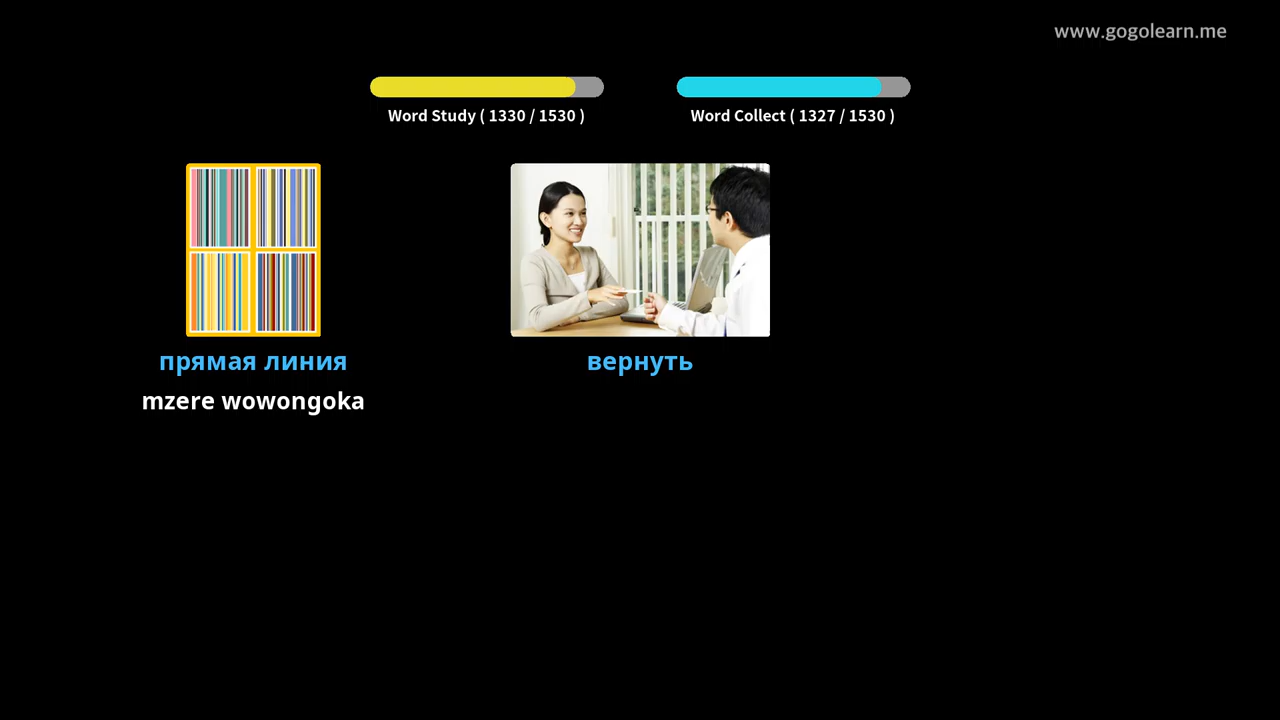 www.gogolearn.me
Word Study ( 1330 / 1530 )
Word Collect ( 1327 / 1530 )
прямая линия
mzere wowongoka
вернуть